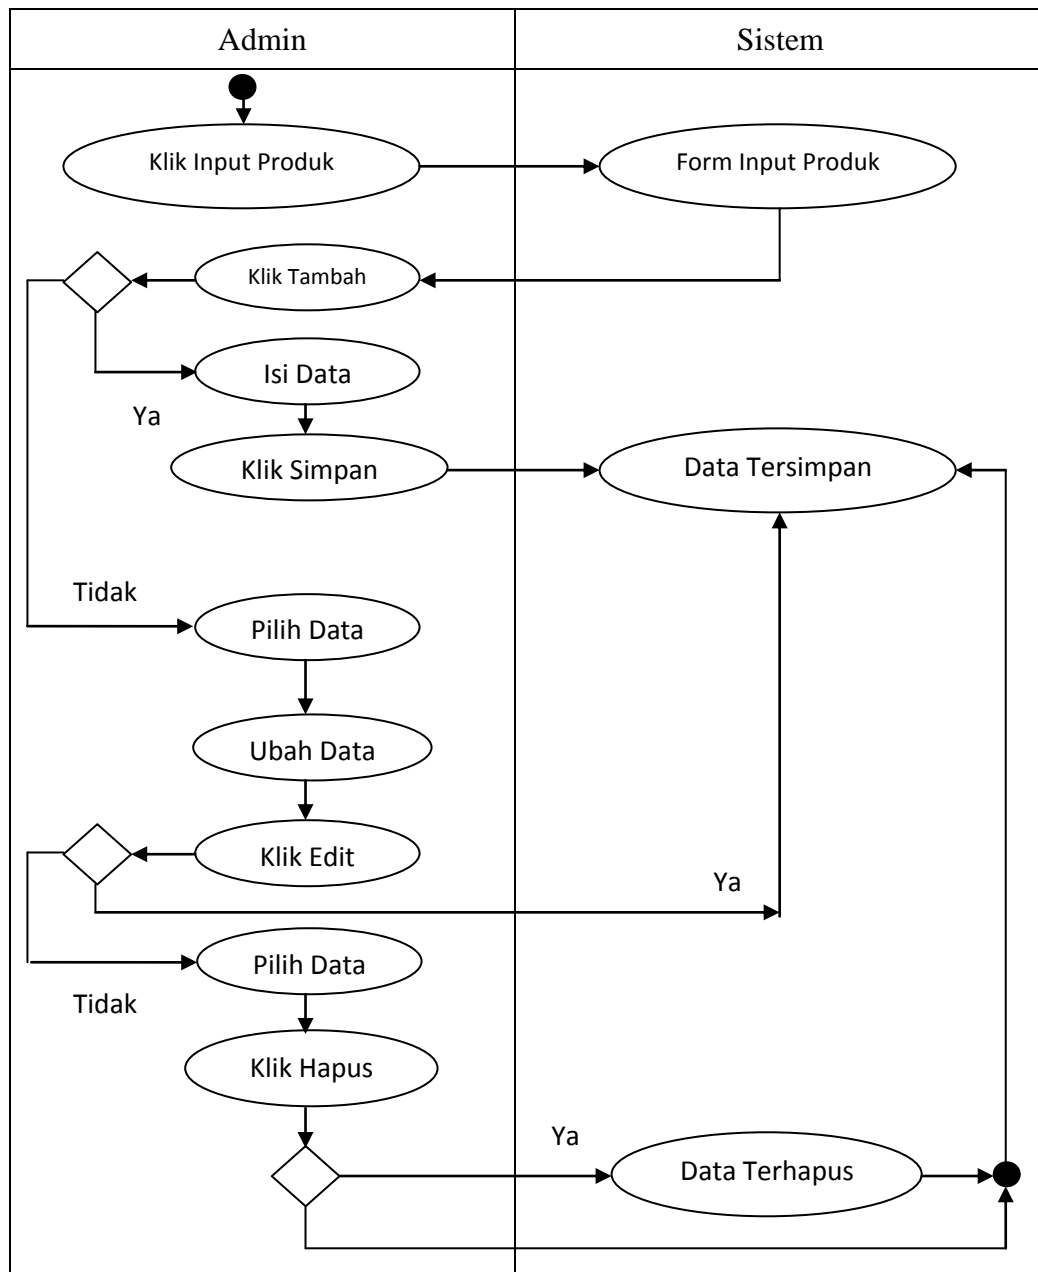 Admin
Sistem
Klik Input Produk
Form Input Produk
Klik Tambah
Isi Data
Ya
Klik Simpan
Data Tersimpan
Tidak
Pilih Data
Ubah Data
Klik Edit
Ya
Pilih Data
Tidak
Klik Hapus
Ya
Data Terhapus